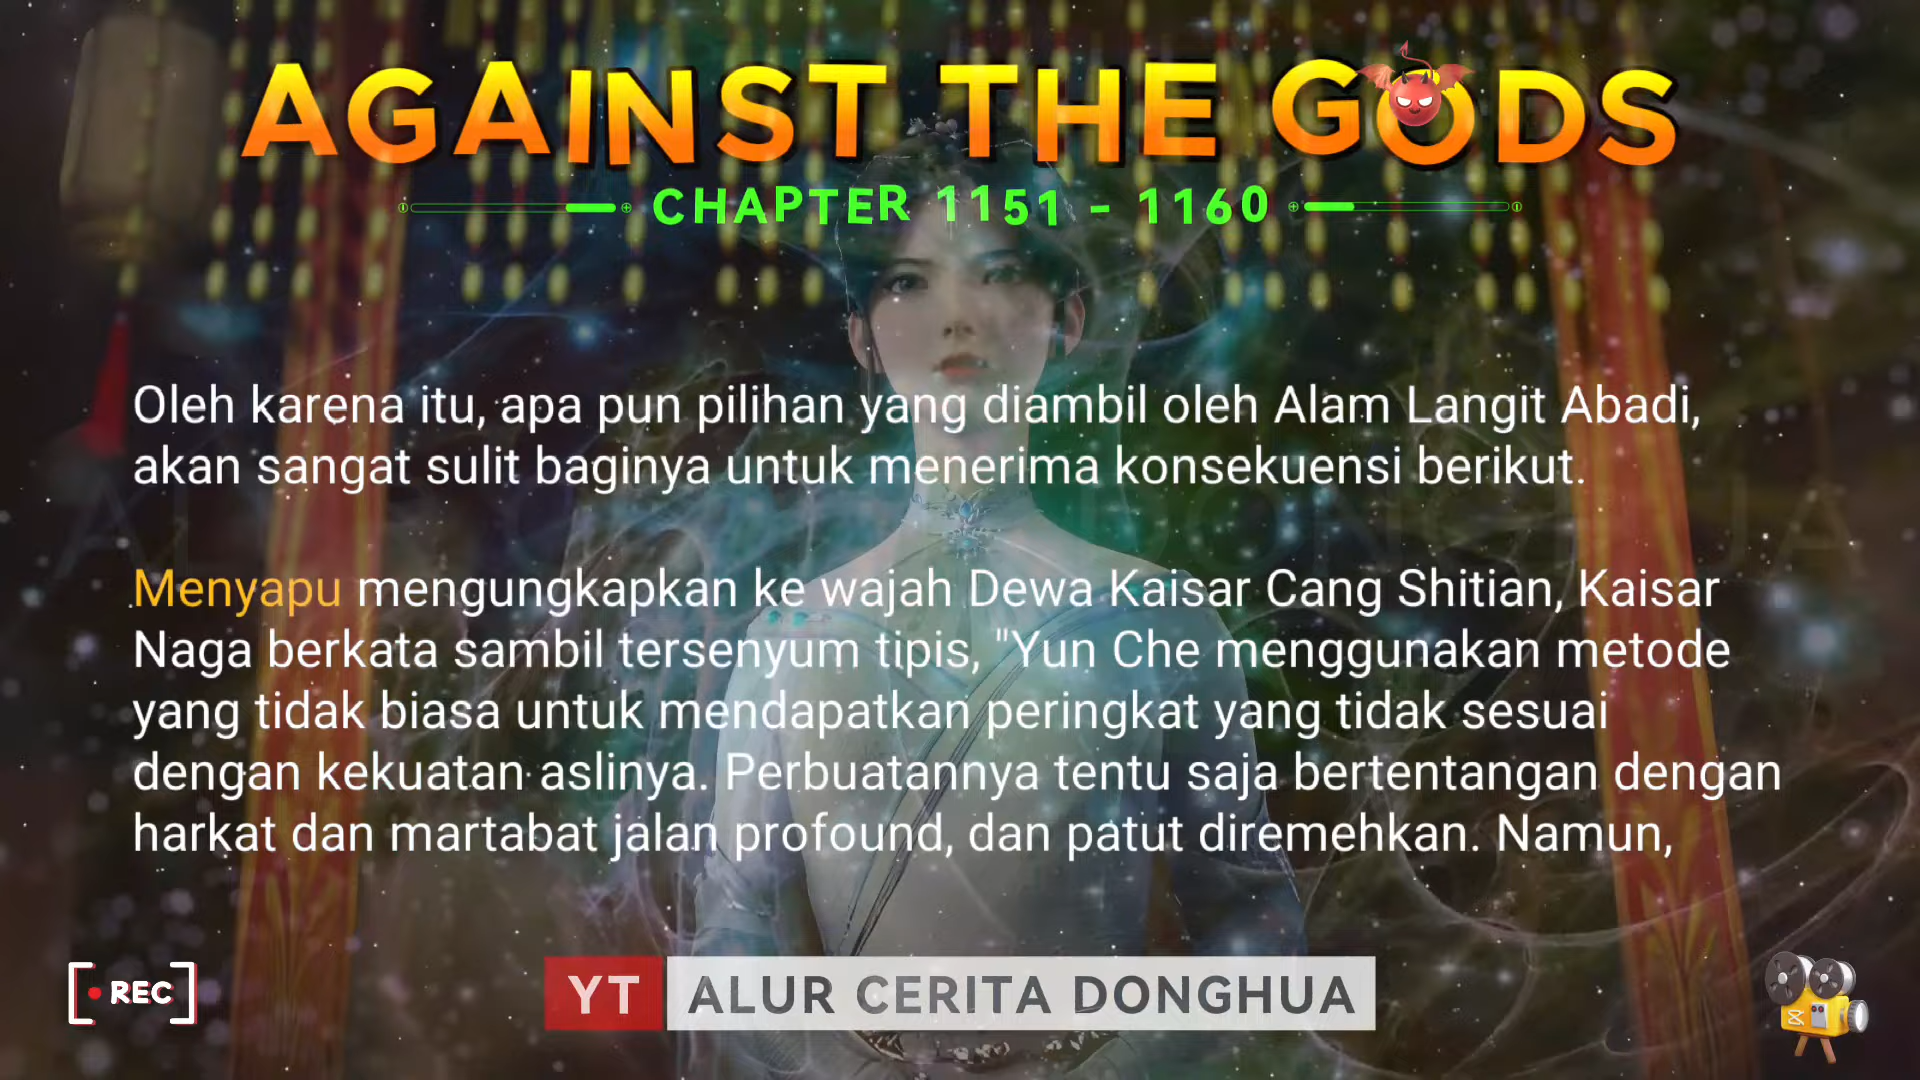 AGAINST THE GODS
CHAPTER 1151 - 1160
Oleh karena itu, apa pun pilihan yang diambil oleh Alam Langit Abadi,
akan sangat sulit baginya untuk menerima konsekuensi berikut.
Menyapu mengungkapkan ke wajah Dewa Kaisar Cang Shitian, Kaisar
Naga berkata sambil tersenyum tipis, "Yun Che menggunakan metode
yang tidak biasa untuk mendapatkan peringkat yang tidak sesuai
dengan kekuatan aslinya. Perbuatannya tentu saja bertentangan dengan
harkat dan martabat jalan profound, dan patut diremehkan. Namun,
REC
YT ALUR CERITA DONGHUA